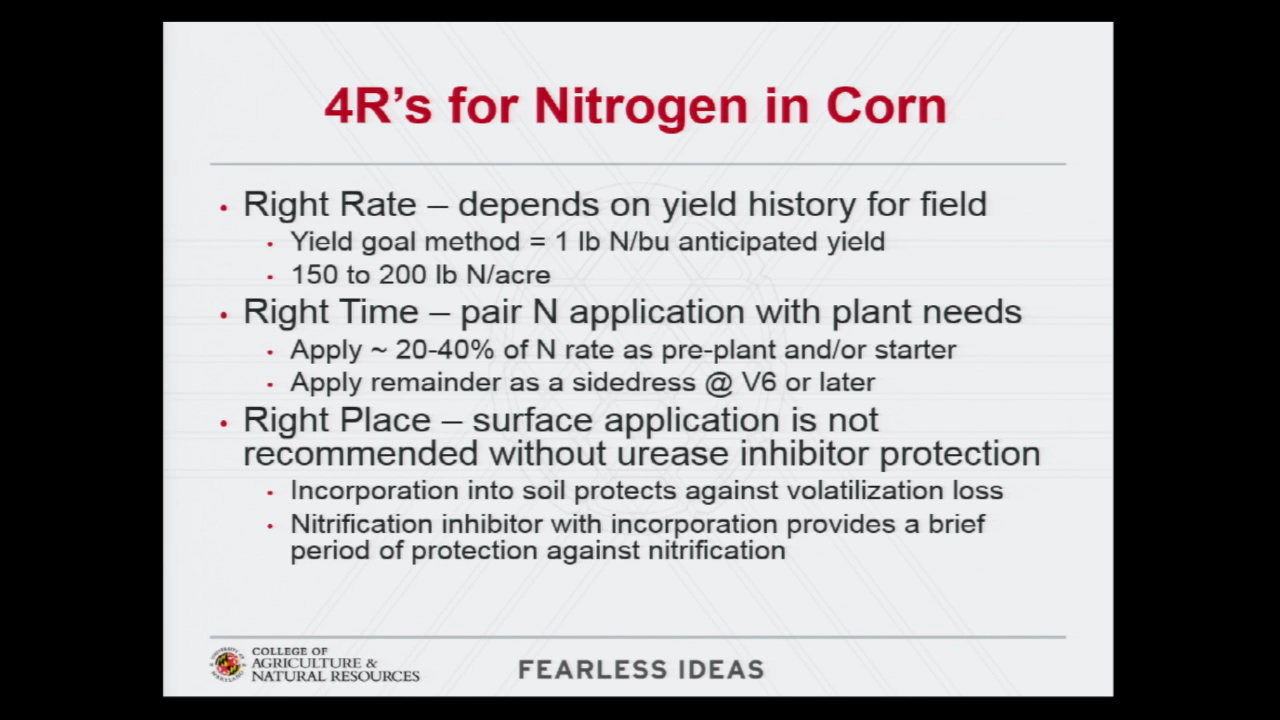 4R's for Nitrogen in Corn
• Right Rate – depends on yield history for field
• Yield goal method = 1 lb N/bu anticipated yield
• 150 to 200 lb N/acre
• Right Time – pair N application with plant needs
• Apply ~ 20-40% of N rate as pre-plant and/or starter
• Apply remainder as a sidedress @ V6 or later
• Right Place – surface application is not
recommended without urease inhibitor protection
• Incorporation into soil protects against volatilization loss
• Nitrification inhibitor with incorporation provides a brief
period of protection against nitrification
COLLEGE OF
AGRICULTURE &
NATURAL RESOURCES
FEARLESS IDEAS